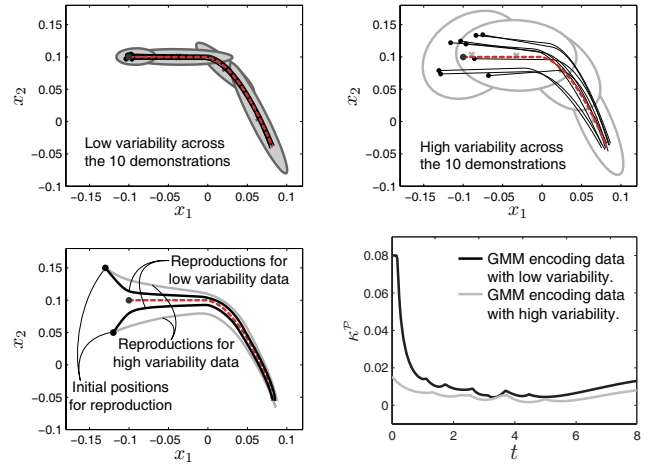 0.15
0.1
0.05
0
−0.05
−0.1
x₂
Low variability across
the 10 demonstrations
−0.15 −0.1 −0.05 0 0.05 0.1
x₁
0.15
0.1
0.05
0
−0.05
−0.1
x₂
High variability across
the 10 demonstrations
−0.15 −0.1 −0.05 0 0.05 0.1
x₁
0.15
0.1
0.05
0
−0.05
−0.1
x₂
Reproductions for
low variability data
Reproductions for
high variability data
Initial positions
for reproduction
−0.15 −0.1 −0.05 0 0.05 0.1
x₁
0.08
0.06
0.04
0.02
0
κᴾ
GMM encoding data
with low variability.
GMM encoding data
with high variability.
0 2 4 6 8
t